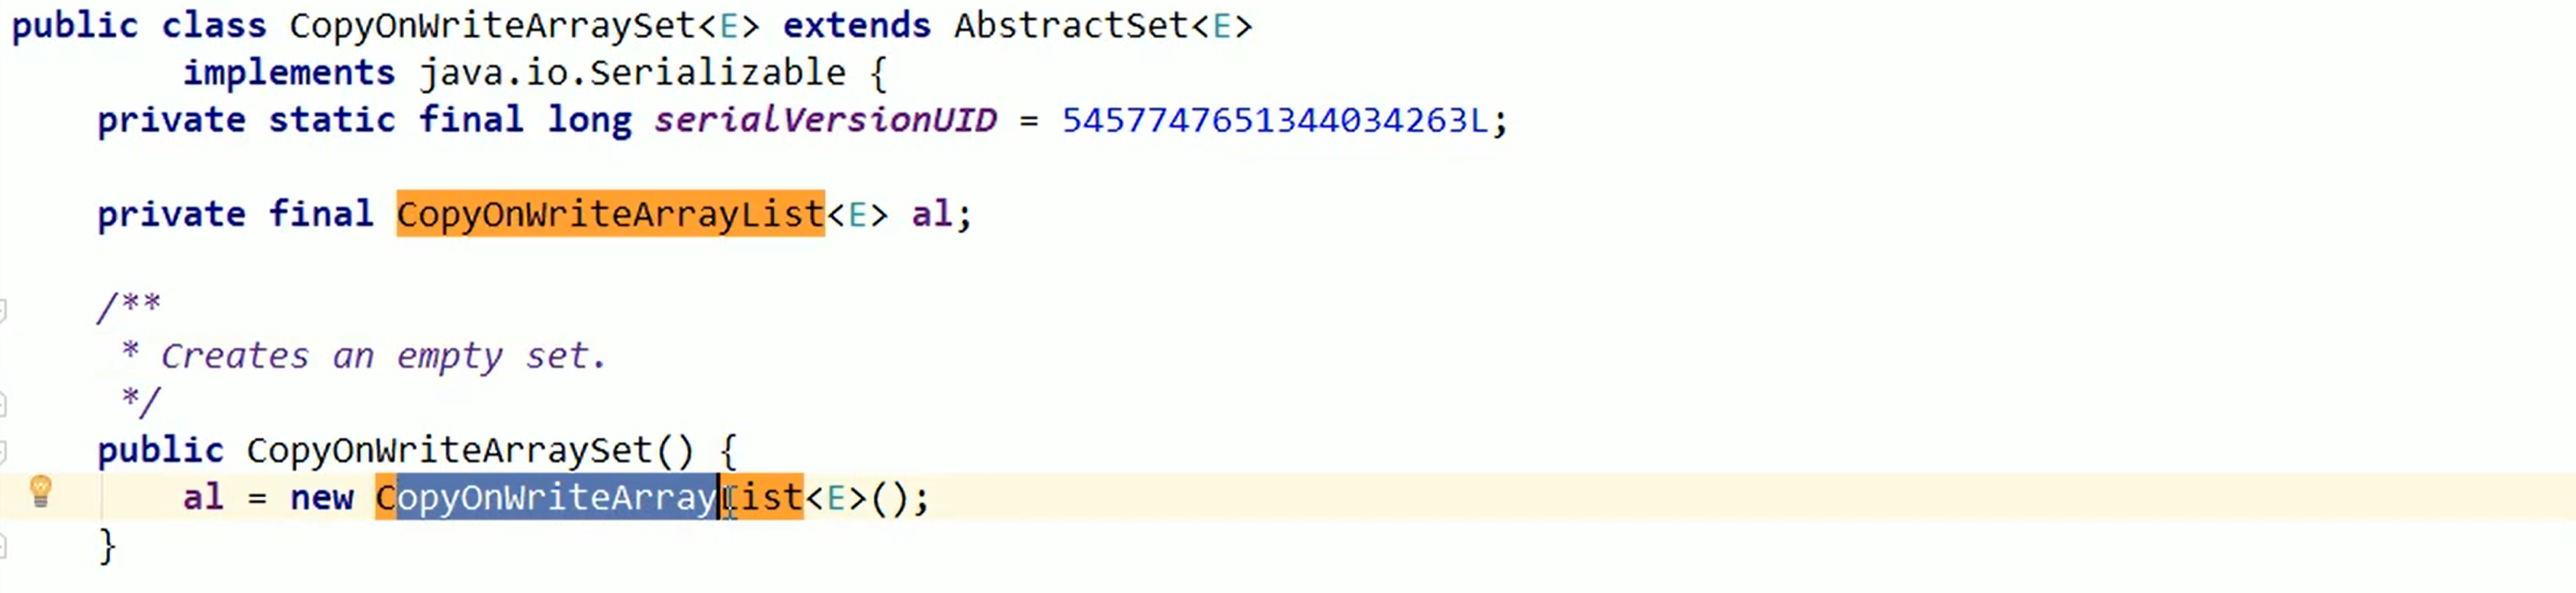 public class CopyOnWriteArraySet<E> extends AbstractSet<E>
implements java.io.Serializable {
private static final long serialVersionUID = 5457747651344034263L;
private final CopyOnWriteArrayList<E> al;
/**
* Creates an empty set.
*/
public CopyOnWriteArraySet() {
al = new CopyOnWriteArrayList<E>();
}